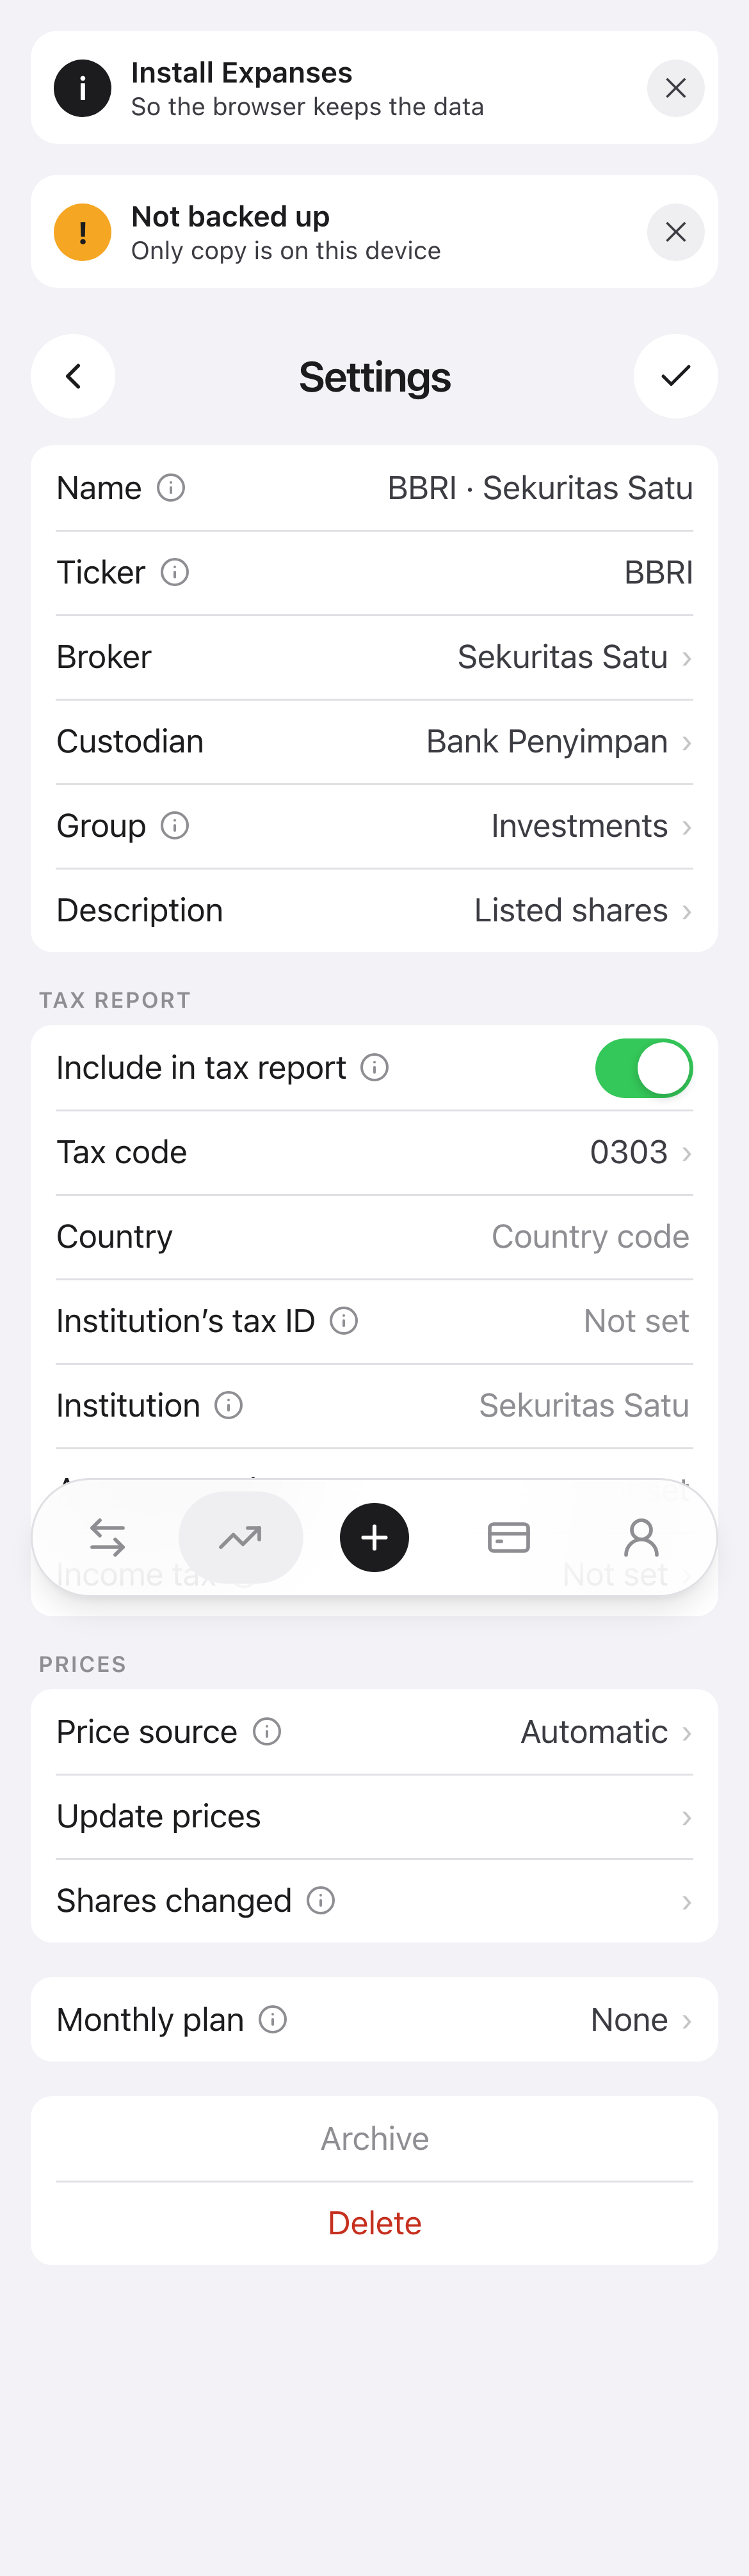 Install Expanses
So the browser keeps the data
Not backed up
Only copy is on this device
Settings
Name BBRI · Sekuritas Satu
Ticker BBRI
Broker Sekuritas Satu
Custodian Bank Penyimpan
Group Investments
Description Listed shares
TAX REPORT
Include in tax report
Tax code 0303
Country Country code
Institution’s tax ID Not set
Institution Sekuritas Satu
set
Income tax Not set
PRICES
Price source Automatic
Update prices
Shares changed
Monthly plan None
Archive
Delete